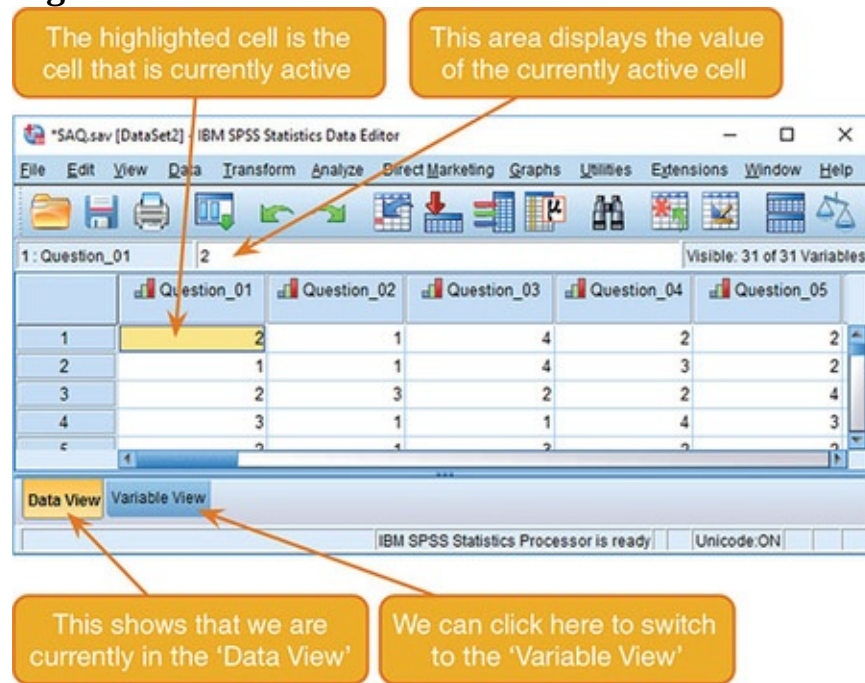 The highlighted cell is the
cell that is currently active
This area displays the value
of the currently active cell
*SAQ.sav [DataSet2] - IBM SPSS Statistics Data Editor
File Edit View Data Transform Analyze Direct Marketing Graphs Utilities Extensions Window Help
1 : Question_01 2 Visible: 31 of 31 Variables
Question_01 Question_02 Question_03 Question_04 Question_05
1 2 1 4 2 2
2 1 1 4 3 2
3 2 3 2 2 4
4 3 1 1 4 3
Data View Variable View
IBM SPSS Statistics Processor is ready Unicode:ON
This shows that we are
currently in the ‘Data View’
We can click here to switch
to the ‘Variable View’